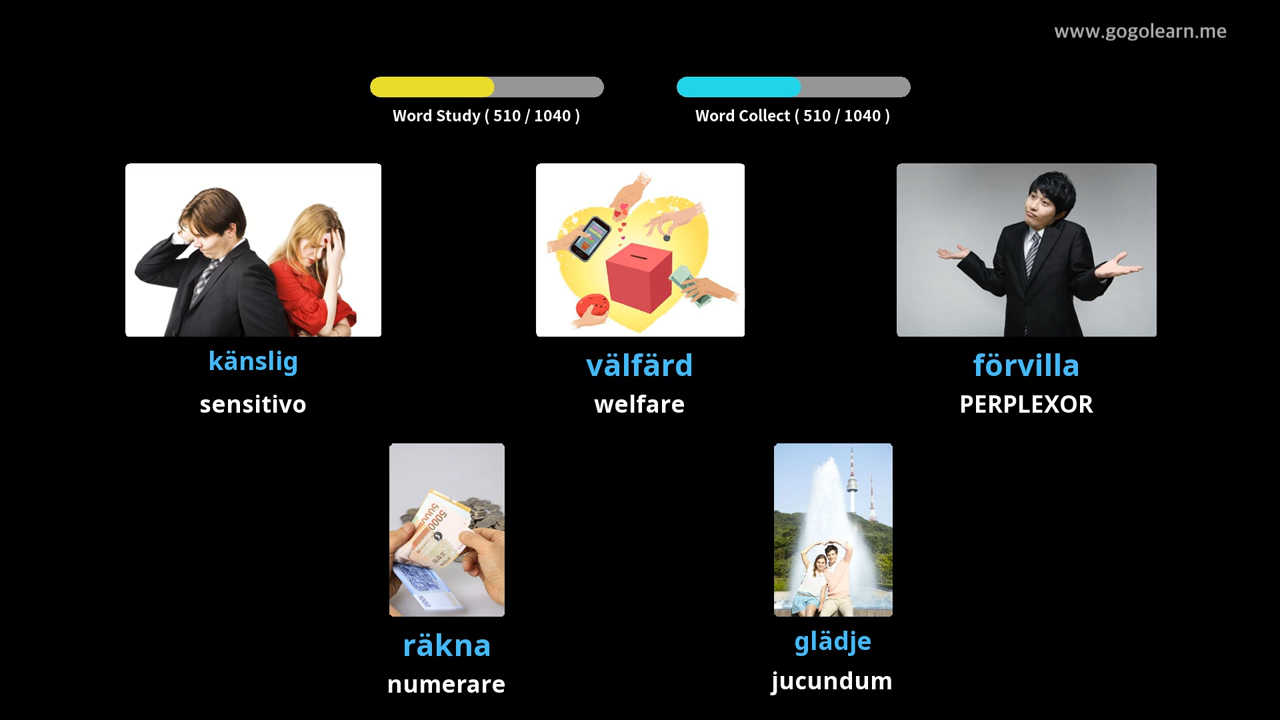 www.gogolearn.me
Word Study ( 510 / 1040 )
Word Collect ( 510 / 1040 )
känslig
välfärd
förvilla
sensitivo
welfare
PERPLEXOR
5000
räkna
glädje
numerare
jucundum